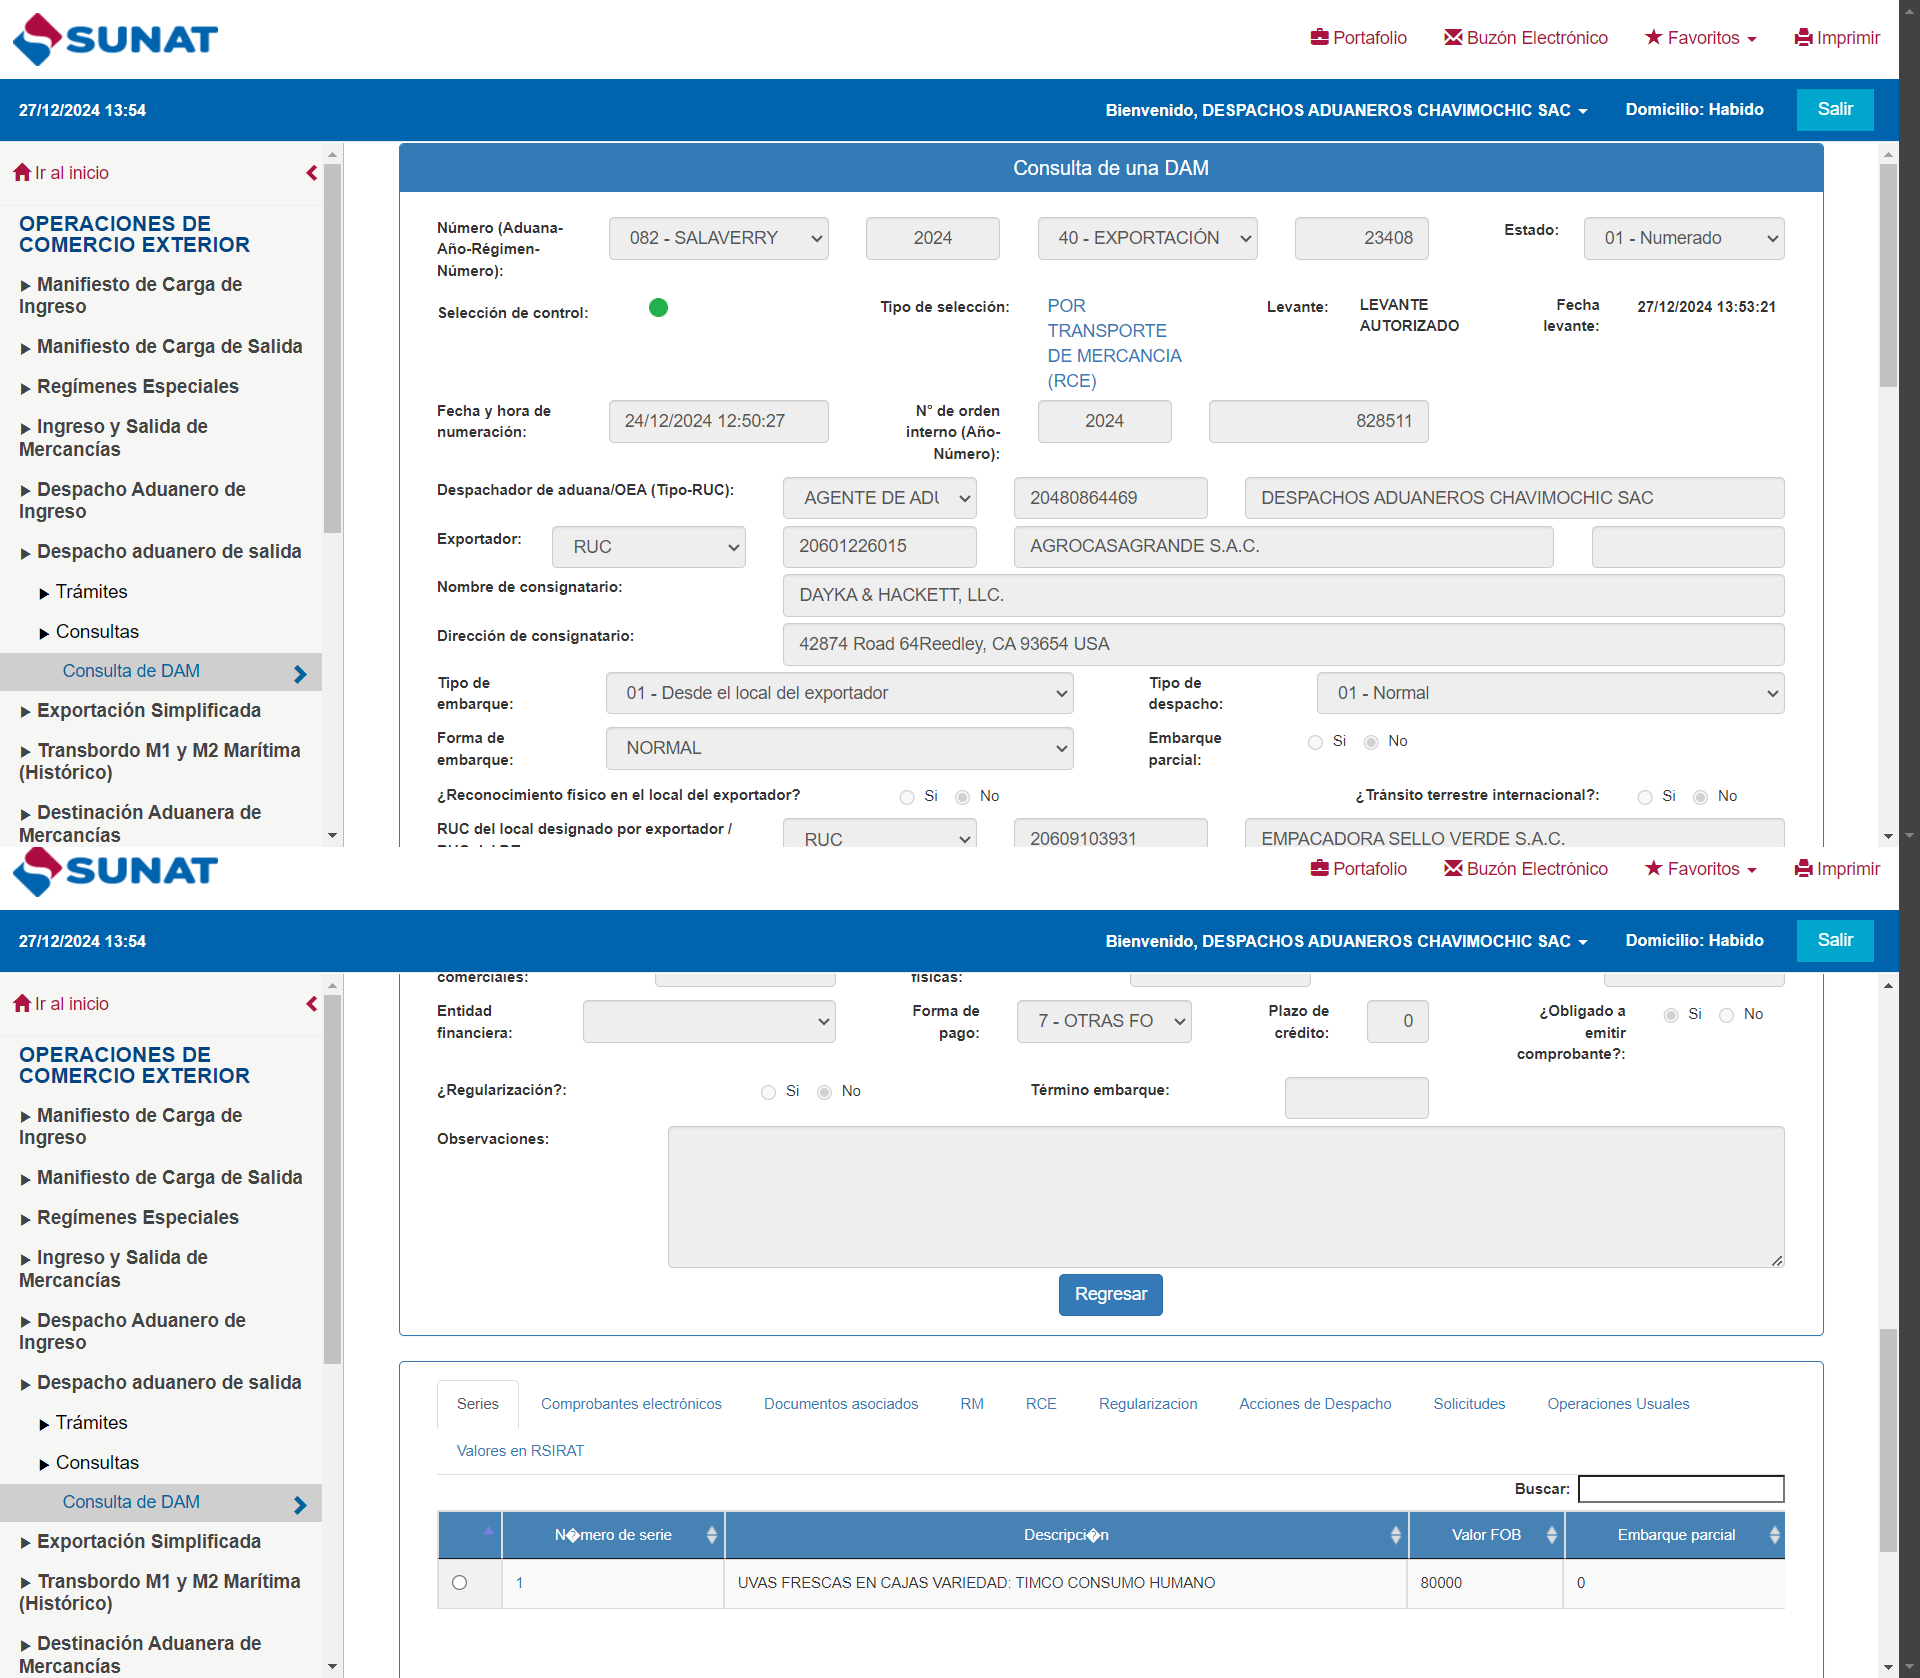 SUNAT
Portafolio Buzón Electrónico Favoritos Imprimir
27/12/2024 13:54 Bienvenido, DESPACHOS ADUANEROS CHAVIMOCHIC SAC Domicilio: Habido Salir
Ir al inicio
OPERACIONES DE
COMERCIO EXTERIOR
Manifiesto de Carga de
Ingreso
Manifiesto de Carga de Salida
Regímenes Especiales
Ingreso y Salida de
Mercancías
Despacho Aduanero de
Ingreso
Despacho aduanero de salida
Trámites
Consultas
Consulta de DAM
Exportación Simplificada
Transbordo M1 y M2 Marítima
(Histórico)
Destinación Aduanera de
Mercancías
Consulta de una DAM
Número (Aduana-
Año-Régimen-
Número):
082 - SALAVERRY 2024 40 - EXPORTACIÓN 23408 Estado: 01 - Numerado
Selección de control: Tipo de selección:
POR
TRANSPORTE
DE MERCANCIA
(RCE)
Levante:
LEVANTE
AUTORIZADO
Fecha
levante:
27/12/2024 13:53:21
Fecha y hora de
numeración:
24/12/2024 12:50:27
N° de orden
interno (Año-
Número):
2024 828511
Despachador de aduana/OEA (Tipo-RUC): AGENTE DE ADU 20480864469 DESPACHOS ADUANEROS CHAVIMOCHIC SAC
Exportador: RUC 20601226015 AGROCASAGRANDE S.A.C.
Nombre de consignatario: DAYKA & HACKETT, LLC.
Dirección de consignatario: 42874 Road 64Reedley, CA 93654 USA
Tipo de
embarque:
01 - Desde el local del exportador
Tipo de
despacho:
01 - Normal
Forma de
embarque:
NORMAL
Embarque
parcial:
Si No
¿Reconocimiento físico en el local del exportador? Si No ¿Tránsito terrestre internacional?: Si No
RUC del local designado por exportador / RUC 20609103931 EMPACADORA SELLO VERDE S.A.C.
SUNAT
Portafolio Buzón Electrónico Favoritos Imprimir
27/12/2024 13:54 Bienvenido, DESPACHOS ADUANEROS CHAVIMOCHIC SAC Domicilio: Habido Salir
Ir al inicio
OPERACIONES DE
COMERCIO EXTERIOR
Manifiesto de Carga de
Ingreso
Manifiesto de Carga de Salida
Regímenes Especiales
Ingreso y Salida de
Mercancías
Despacho Aduanero de
Ingreso
Despacho aduanero de salida
Trámites
Consultas
Consulta de DAM
Exportación Simplificada
Transbordo M1 y M2 Marítima
(Histórico)
Destinación Aduanera de
Mercancías
comerciales: físicas:
Entidad
financiera:
Forma de
pago:
7 - OTRAS FO
Plazo de
crédito:
0
¿Obligado a
emitir
comprobante?:
Si No
¿Regularización?: Si No Término embarque:
Observaciones:
Regresar
Series Comprobantes electrónicos Documentos asociados RM RCE Regularizacion Acciones de Despacho Solicitudes Operaciones Usuales
Valores en RSIRAT
Buscar:
N�mero de serie Descripci�n Valor FOB Embarque parcial
1 UVAS FRESCAS EN CAJAS VARIEDAD: TIMCO CONSUMO HUMANO 80000 0